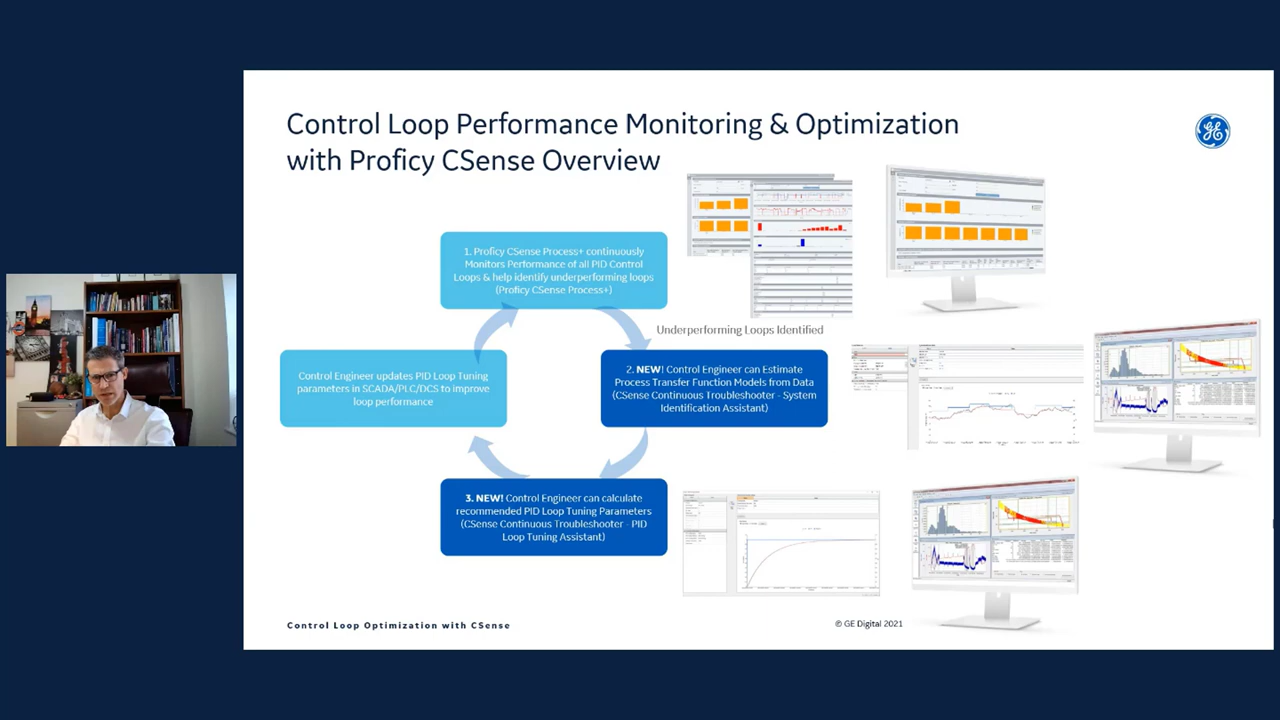 Control Loop Performance Monitoring & Optimization
with Proficy CSense Overview
1. Proficy CSense Process+ continuously
Monitors Performance of all PID Control
Loops & help identify underperforming loops
(Proficy CSense Process+)
Underperforming Loops Identified
Control Engineer updates PID Loop Tuning
parameters in SCADA/PLC/DCS to improve
loop performance
2. NEW! Control Engineer can Estimate
Process Transfer Function Models from Data
(CSense Continuous Troubleshooter - System
Identification Assistant)
3. NEW! Control Engineer can calculate
recommended PID Loop Tuning Parameters
(CSense Continuous Troubleshooter - PID
Loop Tuning Assistant)
Control Loop Optimization with CSense
© GE Digital 2021